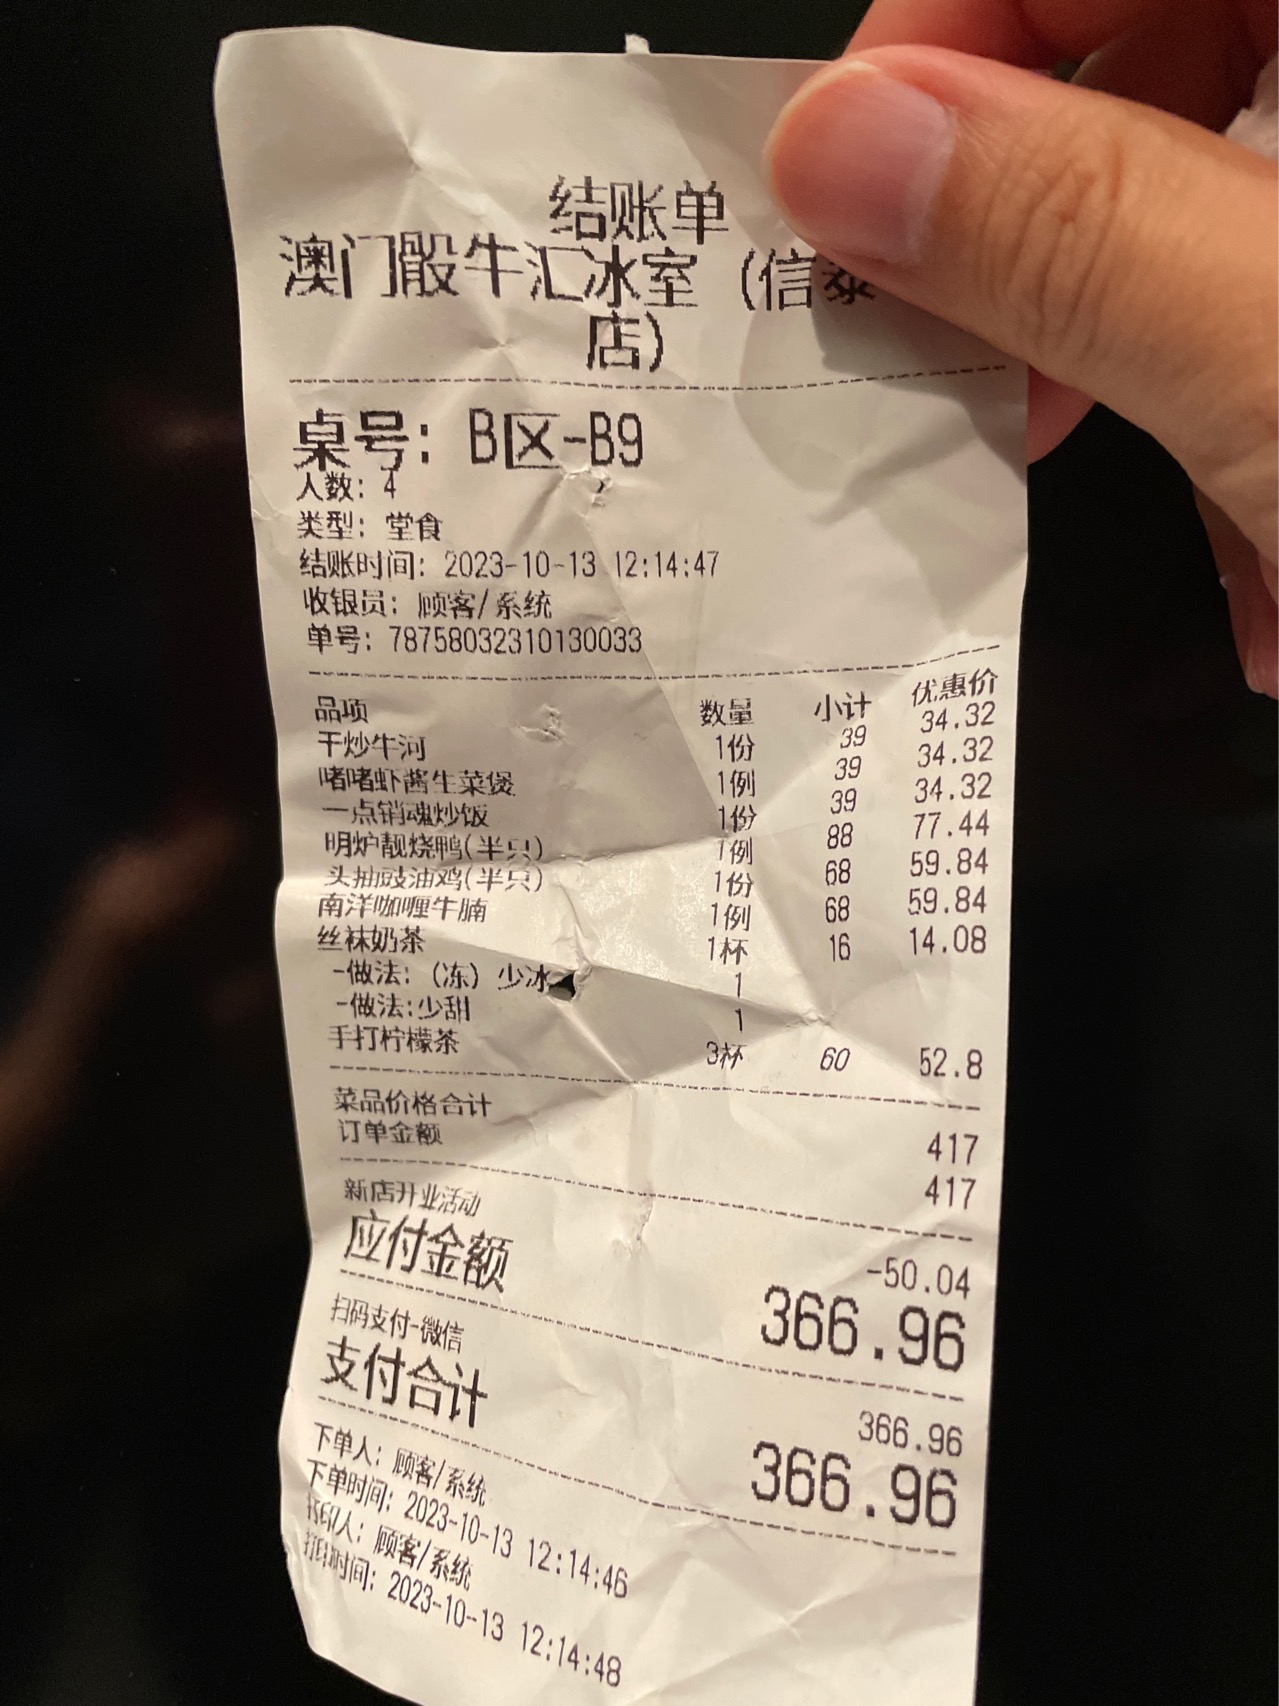 结账单
澳门骰牛汇冰室（信泰
店）
桌号：B区-B9
人数：4
类型：堂食
结账时间：2023-10-13 12:14:47
收银员：顾客/系统
单号：78758032310130033
品项 数量 小计 优惠价
干炒牛河 1份 39 34.32
啫啫虾酱生菜煲 1例 39 34.32
一点销魂炒饭 1份 39 34.32
明炉靓烧鸭(半只) 1例 88 77.44
头抽豉油鸡(半只) 1份 68 59.84
南洋咖喱牛腩 1例 68 59.84
丝袜奶茶 1杯 16 14.08
-做法:（冻）少冰 1
-做法:少甜 1
手打柠檬茶 3杯 60 52.8
菜品价格合计 417
订单金额 417
新店开业活动 -50.04
应付金额 366.96
扫码支付-微信 366.96
支付合计 366.96
下单人：顾客/系统
下单时间：2023-10-13 12:14:46
打印人：顾客/系统
打印时间：2023-10-13 12:14:48